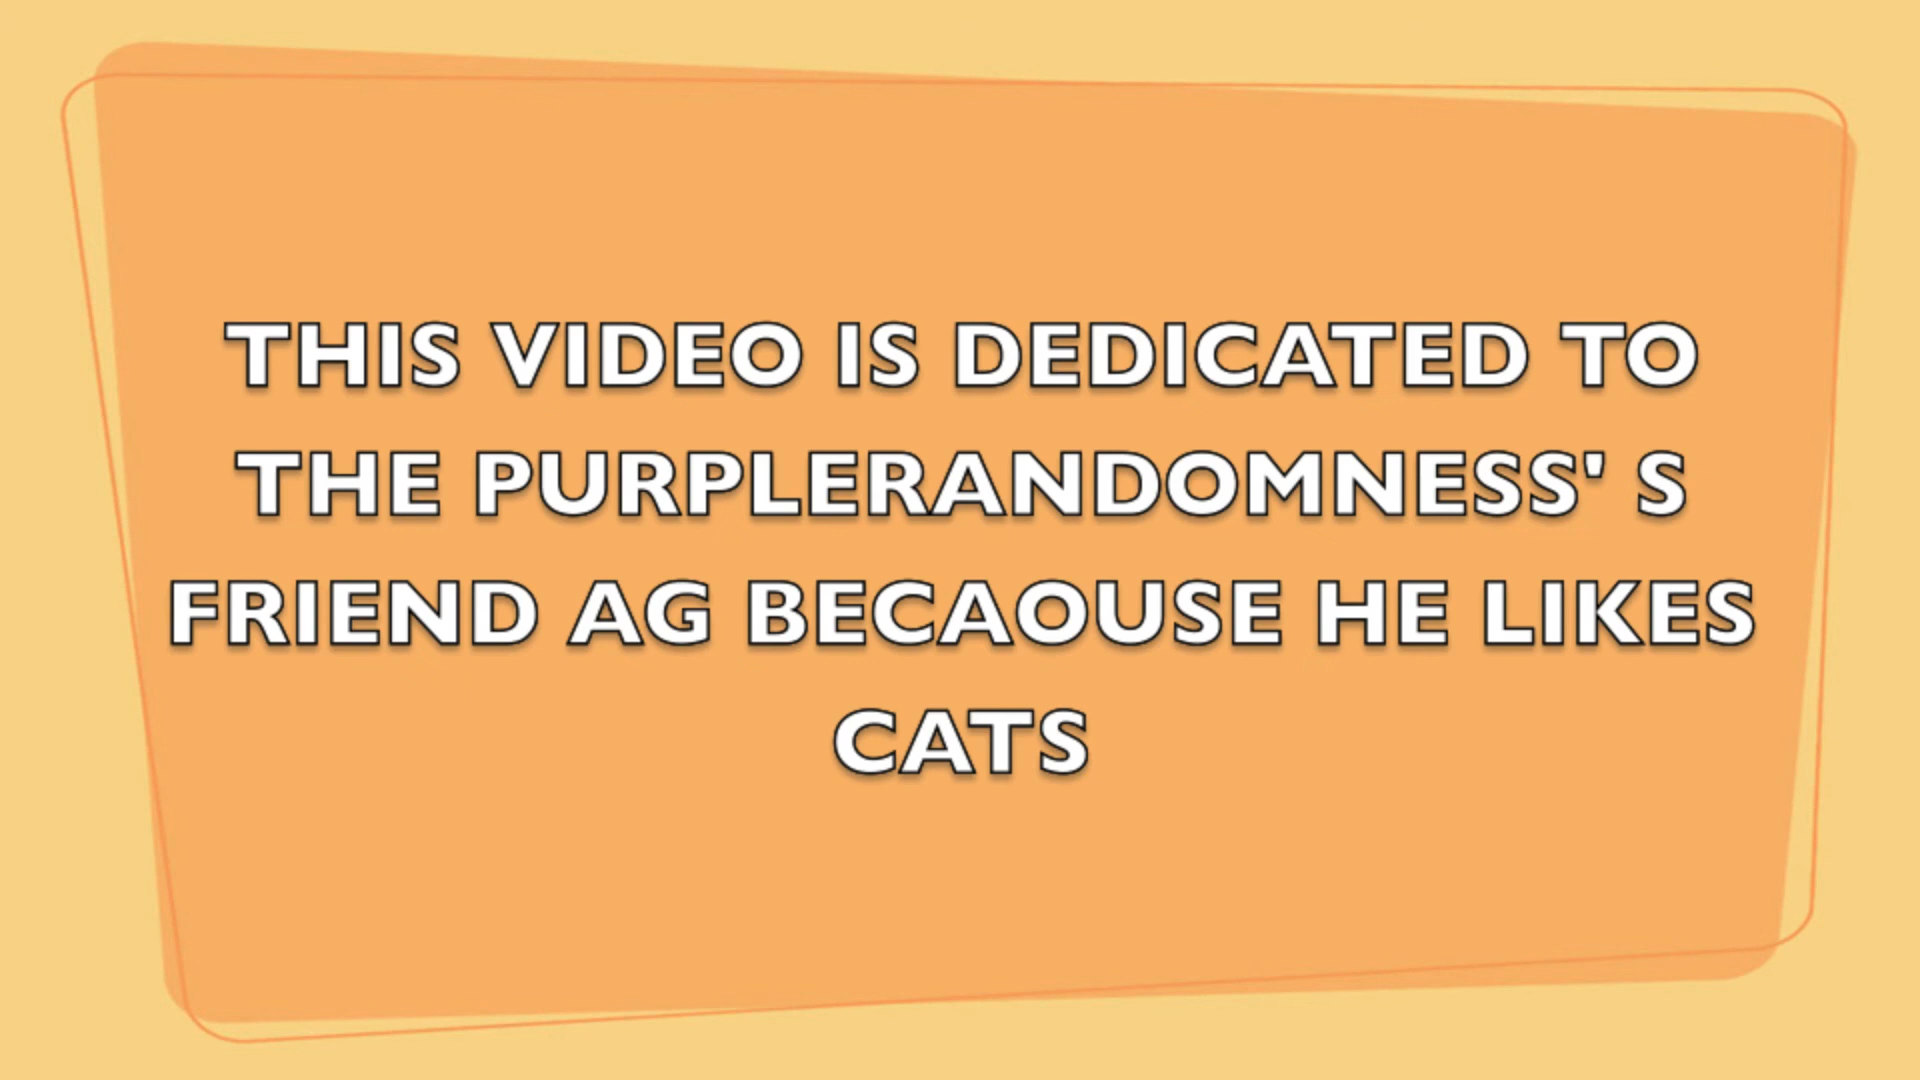 THIS VIDEO IS DEDICATED TO
THE PURPLERANDOMNESS' S
FRIEND AG BECAOUSE HE LIKES
CATS